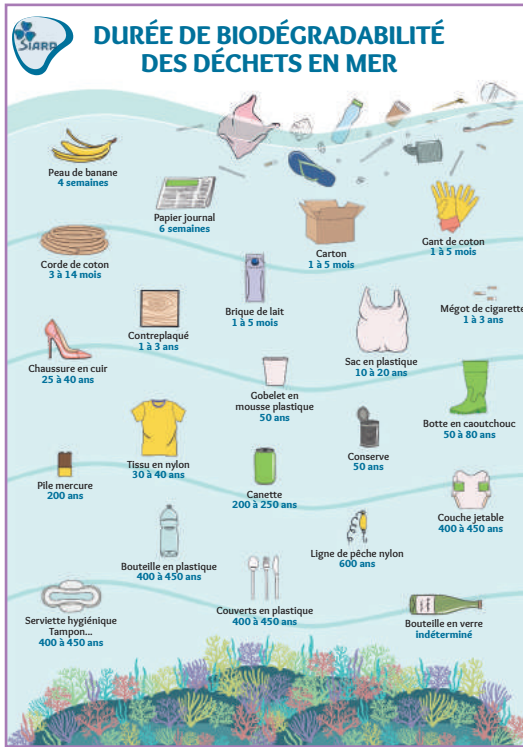 SIARR
DURÉE DE BIODÉGRADABILITÉ
DES DÉCHETS EN MER
Peau de banane
4 semaines
Papier journal
6 semaines
Carton
1 à 5 mois
Gant de coton
1 à 5 mois
Corde de coton
3 à 14 mois
Brique de lait
1 à 5 mois
Mégot de cigarette
1 à 3 ans
Contreplaqué
1 à 3 ans
Sac en plastique
10 à 20 ans
Chaussure en cuir
25 à 40 ans
Gobelet en
mousse plastique
50 ans
Botte en caoutchouc
50 à 80 ans
Conserve
50 ans
Tissu en nylon
30 à 40 ans
Pile mercure
200 ans
Canette
200 à 250 ans
Couche jetable
400 à 450 ans
Ligne de pêche nylon
600 ans
Bouteille en plastique
400 à 450 ans
Couverts en plastique
400 à 450 ans
Serviette hygiénique
Tampon...
400 à 450 ans
Bouteille en verre
indéterminé